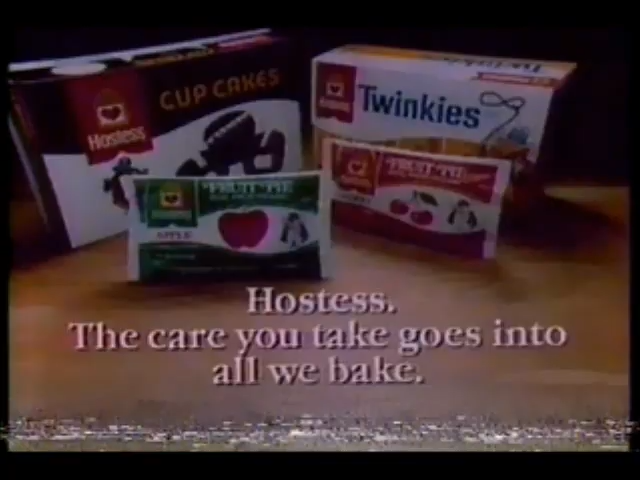 CUP CAKES
Hostess
Twinkies
FRUIT PIE
FRUIT PIE
APPLE
Hostess.
The care you take goes into
all we bake.